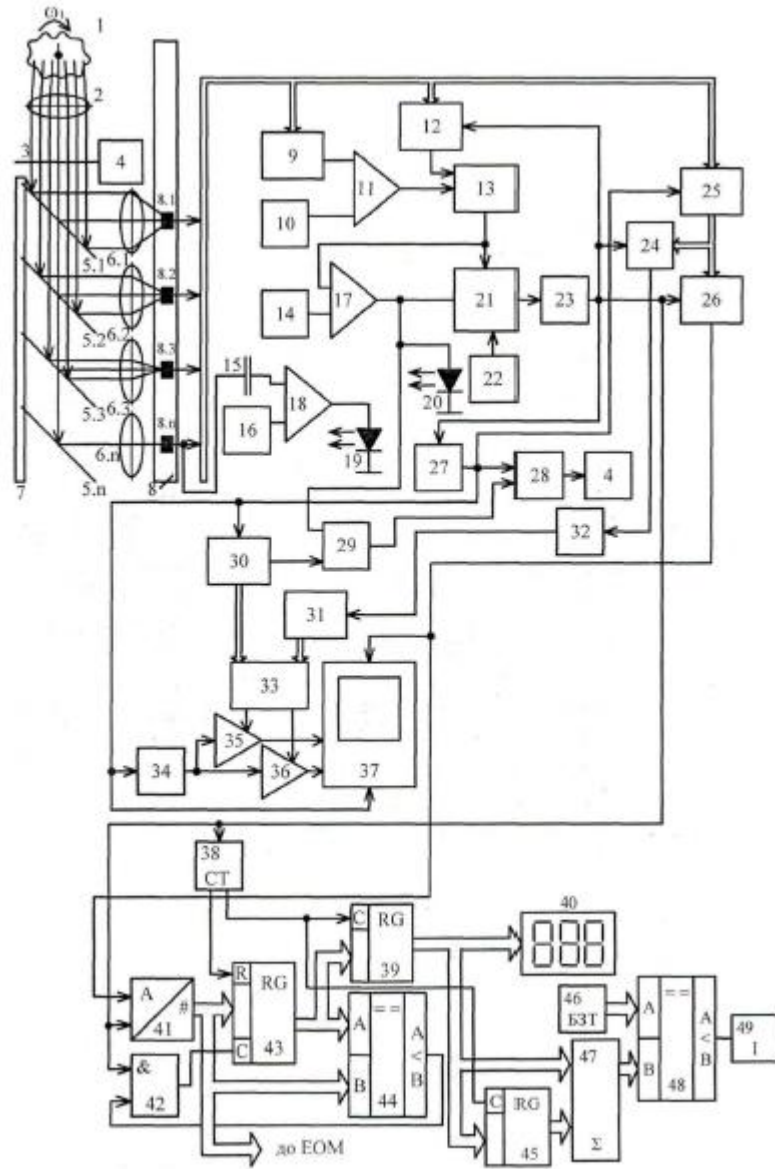 ω₁
1
2
3
4
12
9
11
13
10
25
8.1
24
5.1
6.1
8.2
17
21
23
26
14
5.2
6.2
8.3
15
22
18
20
5.3
6.3
16
8.n
19
27
6.n
28
4
7
5.n
8
29
32
30
31
33
35
34
36
37
38
СТ
40
С
RG
39
А
#
41
R
RG
С
43
= =
А
А
<
В
В
44
46
БЗТ
= =
А
А
<
В
В
48
49
I
&
42
47
Σ
С
RG
45
до ЕОМ